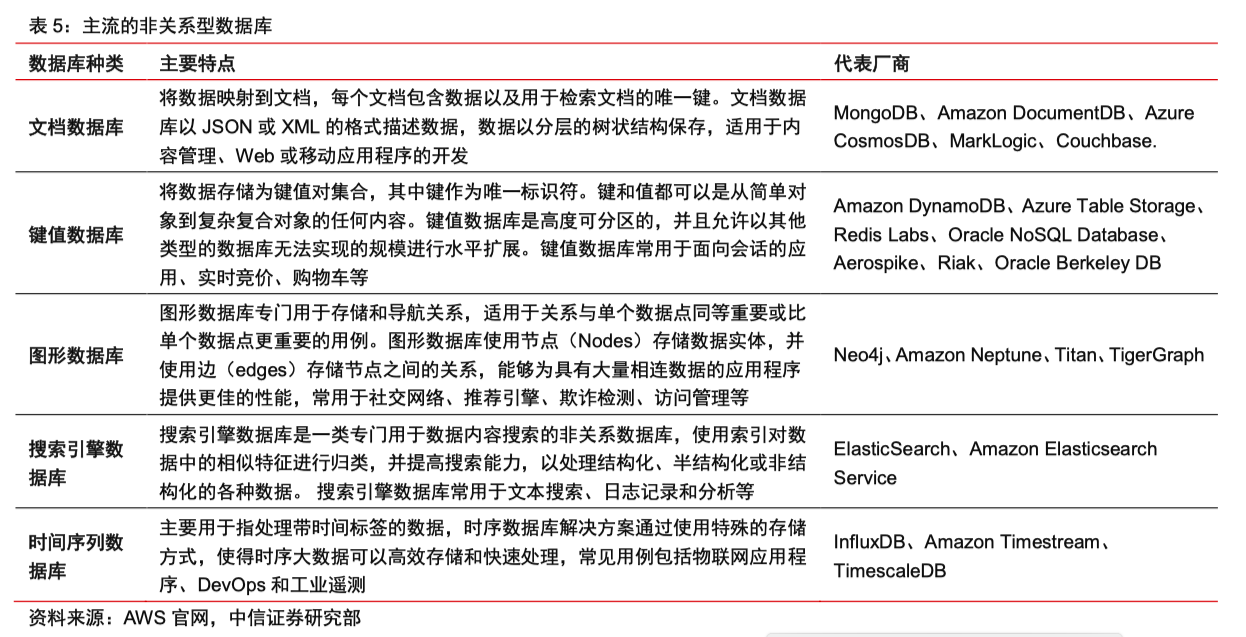 表 5：主流的非关系型数据库
数据库种类 主要特点 代表厂商
文档数据库
将数据映射到文档，每个文档包含数据以及用于检索文档的唯一键。文档数据
库以 JSON 或 XML 的格式描述数据，数据以分层的树状结构保存，适用于内
容管理、Web 或移动应用程序的开发
MongoDB、Amazon DocumentDB、Azure
CosmosDB、MarkLogic、Couchbase.
键值数据库
将数据存储为键值对集合，其中键作为唯一标识符。键和值都可以是从简单对
象到复杂复合对象的任何内容。键值数据库是高度可分区的，并且允许以其他
类型的数据库无法实现的规模进行水平扩展。键值数据库常用于面向会话的应
用、实时竞价、购物车等
Amazon DynamoDB、Azure Table Storage、
Redis Labs、Oracle NoSQL Database、
Aerospike、Riak、Oracle Berkeley DB
图形数据库
图形数据库专门用于存储和导航关系，适用于关系与单个数据点同等重要或比
单个数据点更重要的用例。图形数据库使用节点（Nodes）存储数据实体，并
使用边（edges）存储节点之间的关系，能够为具有大量相连数据的应用程序
提供更佳的性能，常用于社交网络、推荐引擎、欺诈检测、访问管理等
Neo4j、Amazon Neptune、Titan、TigerGraph
搜索引擎数
据库
搜索引擎数据库是一类专门用于数据内容搜索的非关系数据库，使用索引对数
据中的相似特征进行归类，并提高搜索能力，以处理结构化、半结构化或非结
构化的各种数据。 搜索引擎数据库常用于文本搜索、日志记录和分析等
ElasticSearch、Amazon Elasticsearch
Service
时间序列数
据库
主要用于指处理带时间标签的数据，时序数据库解决方案通过使用特殊的存储
方式，使得时序大数据可以高效存储和快速处理，常见用例包括物联网应用程
序、DevOps 和工业遥测
InfluxDB、Amazon Timestream、
TimescaleDB
资料来源：AWS 官网，中信证券研究部